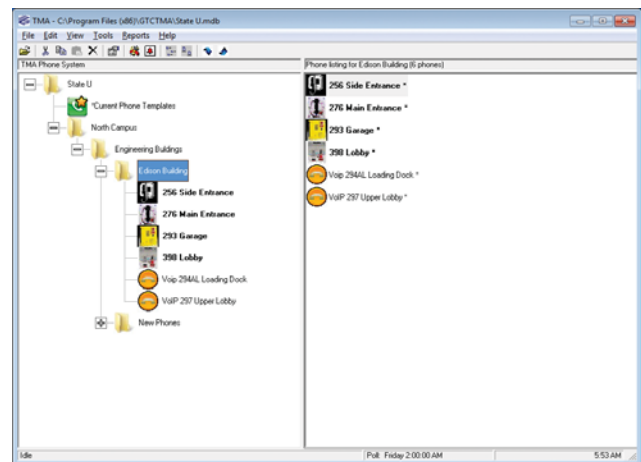 TMA - C:\Program Files (x86)\GTCTMA\State U.mdb
File Edit View Tools Reports Help
TMA Phone System
State U
*Current Phone Templates
North Campus
Engineering Buildings
Edison Building
256 Side Entrance
276 Main Entrance
293 Garage
398 Lobby
Voip 294AL Loading Dock
VoIP 297 Upper Lobby
New Phones
Phone listing for Edison Building (6 phones)
256 Side Entrance *
276 Main Entrance *
293 Garage *
398 Lobby *
Voip 294AL Loading Dock *
VoIP 297 Upper Lobby *
Idle
Poll: Friday 2:00:00 AM
5:53 AM